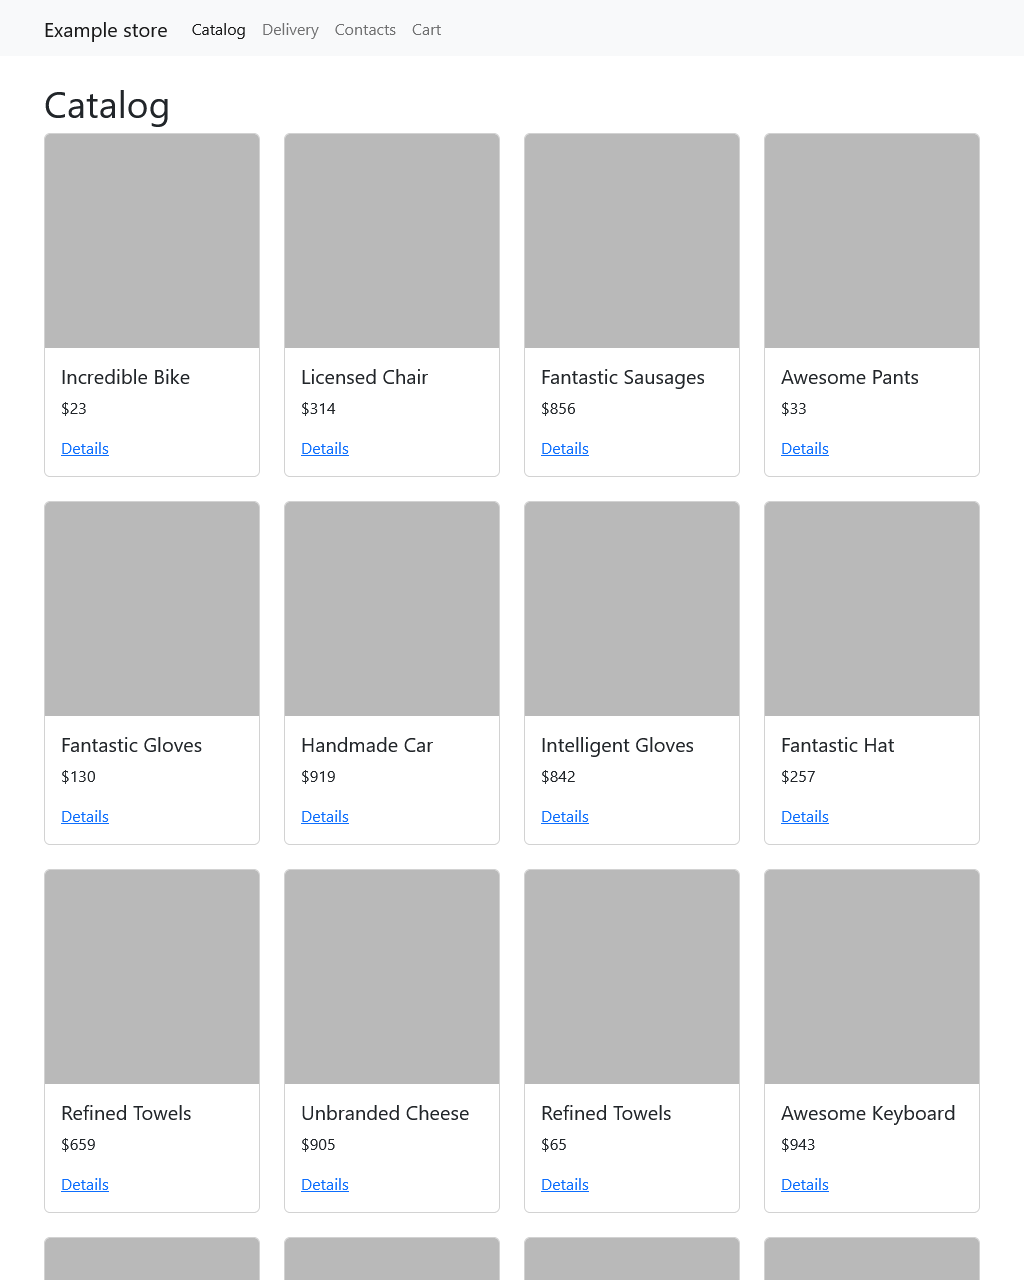 Example store Catalog Delivery Contacts Cart
Catalog
Incredible Bike
$23
Details
Licensed Chair
$314
Details
Fantastic Sausages
$856
Details
Awesome Pants
$33
Details
Fantastic Gloves
$130
Details
Handmade Car
$919
Details
Intelligent Gloves
$842
Details
Fantastic Hat
$257
Details
Refined Towels
$659
Details
Unbranded Cheese
$905
Details
Refined Towels
$65
Details
Awesome Keyboard
$943
Details